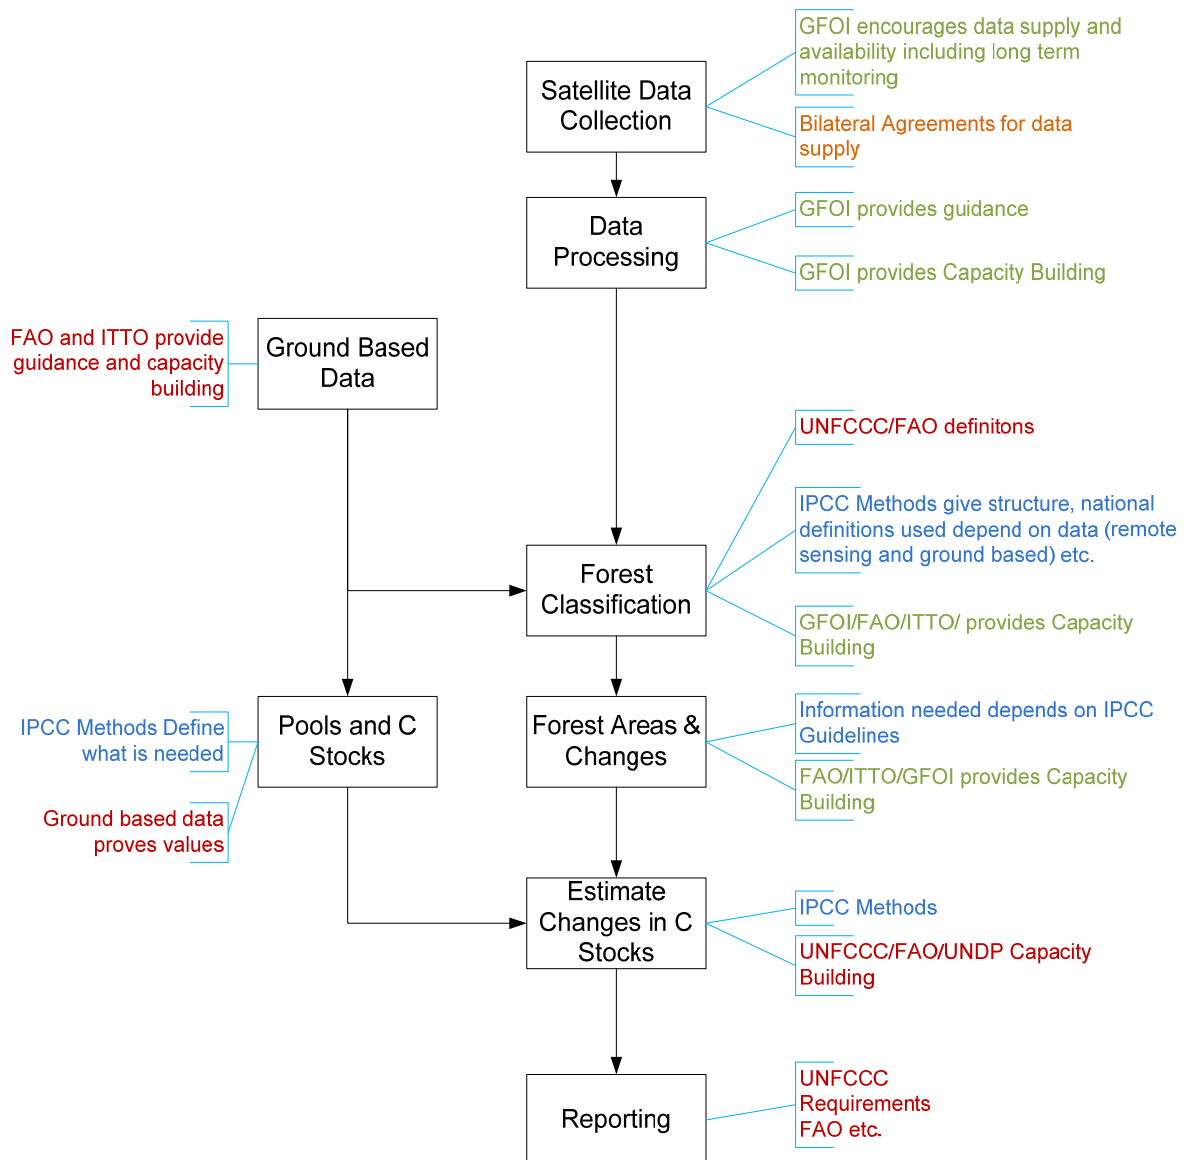 GFOI encourages data supply and
availability including long term
monitoring
Satellite Data
Collection
Bilateral Agreements for data
supply
Data
Processing
GFOI provides guidance
GFOI provides Capacity Building
FAO and ITTO provide
guidance and capacity
building
Ground Based
Data
UNFCCC/FAO definitons
IPCC Methods give structure, national
definitions used depend on data (remote
sensing and ground based) etc.
Forest
Classification
GFOI/FAO/ITTO/ provides Capacity
Building
IPCC Methods Define
what is needed
Pools and C
Stocks
Forest Areas &
Changes
Information needed depends on IPCC
Guidelines
FAO/ITTO/GFOI provides Capacity
Building
Ground based data
proves values
Estimate
Changes in C
Stocks
IPCC Methods
UNFCCC/FAO/UNDP Capacity
Building
Reporting
UNFCCC
Requirements
FAO etc.